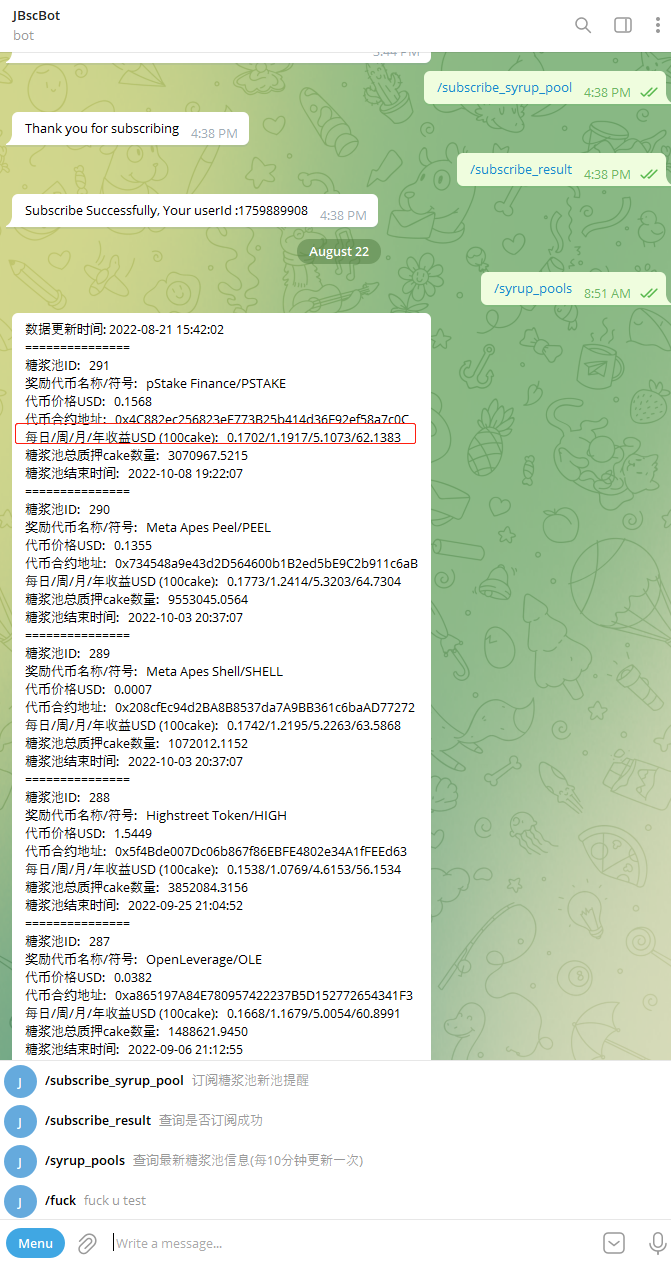 JBscBot
bot
3:44 PM
/subscribe_syrup_pool 4:38 PM
Thank you for subscribing 4:38 PM
/subscribe_result 4:38 PM
Subscribe Successfully, Your userId :1759889908 4:38 PM
August 22
/syrup_pools 8:51 AM
数据更新时间: 2022-08-21 15:42:02
===============
糖浆池ID: 291
奖励代币名称/符号: pStake Finance/PSTAKE
代币价格USD: 0.1568
代币合约地址: 0x4C882ec256823eE773B25b414d36F92ef58a7c0C
每日/周/月/年收益USD (100cake): 0.1702/1.1917/5.1073/62.1383
糖浆池总质押cake数量: 3070967.5215
糖浆池结束时间: 2022-10-08 19:22:07
===============
糖浆池ID: 290
奖励代币名称/符号: Meta Apes Peel/PEEL
代币价格USD: 0.1355
代币合约地址: 0x734548a9e43d2D564600b1B2ed5bE9C2b911c6aB
每日/周/月/年收益USD (100cake): 0.1773/1.2414/5.3203/64.7304
糖浆池总质押cake数量: 9553045.0564
糖浆池结束时间: 2022-10-03 20:37:07
===============
糖浆池ID: 289
奖励代币名称/符号: Meta Apes Shell/SHELL
代币价格USD: 0.0007
代币合约地址: 0x208cfEc94d2BA8B8537da7A9BB361c6baAD77272
每日/周/月/年收益USD (100cake): 0.1742/1.2195/5.2263/63.5868
糖浆池总质押cake数量: 1072012.1152
糖浆池结束时间: 2022-10-03 20:37:07
===============
糖浆池ID: 288
奖励代币名称/符号: Highstreet Token/HIGH
代币价格USD: 1.5449
代币合约地址: 0x5f4Bde007Dc06b867f86EBFE4802e34A1fFEEd63
每日/周/月/年收益USD (100cake): 0.1538/1.0769/4.6153/56.1534
糖浆池总质押cake数量: 3852084.3156
糖浆池结束时间: 2022-09-25 21:04:52
===============
糖浆池ID: 287
奖励代币名称/符号: OpenLeverage/OLE
代币价格USD: 0.0382
代币合约地址: 0xa865197A84E780957422237B5D152772654341F3
每日/周/月/年收益USD (100cake): 0.1668/1.1679/5.0054/60.8991
糖浆池总质押cake数量: 1488621.9450
糖浆池结束时间: 2022-09-06 21:12:55
J /subscribe_syrup_pool 订阅糖浆池新池提醒
J /subscribe_result 查询是否订阅成功
J /syrup_pools 查询最新糖浆池信息(每10分钟更新一次)
J /fuck fuck u test
Menu Write a message...